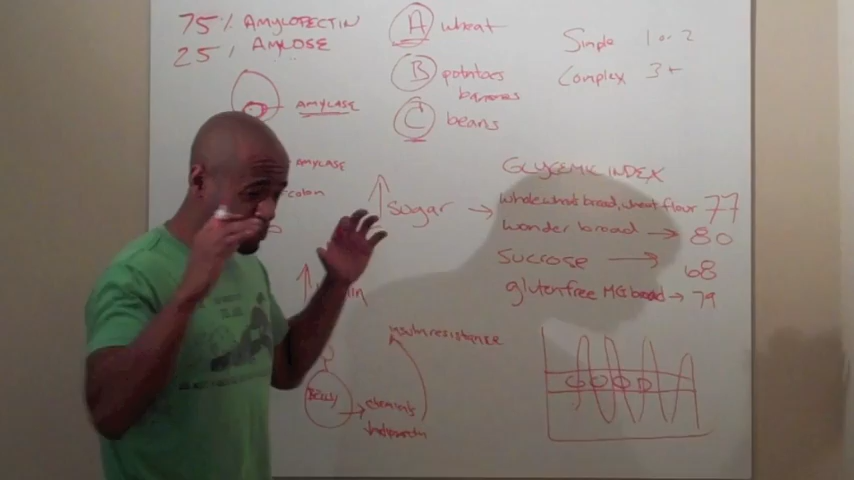 75% AMYLOPECTIN
25% AMYLOSE
AMYLASE
AMYLASE
colon
A wheat
B potatoes
bananas
C beans
Simple 1 or 2
Complex 3+
↑ sugar →
GLYCEMIC INDEX
whole wheat bread, wheat flour 77
wonder bread → 80
Sucrose → 68
gluten free MG bread → 79
insulin resistance
Belly → chemicals